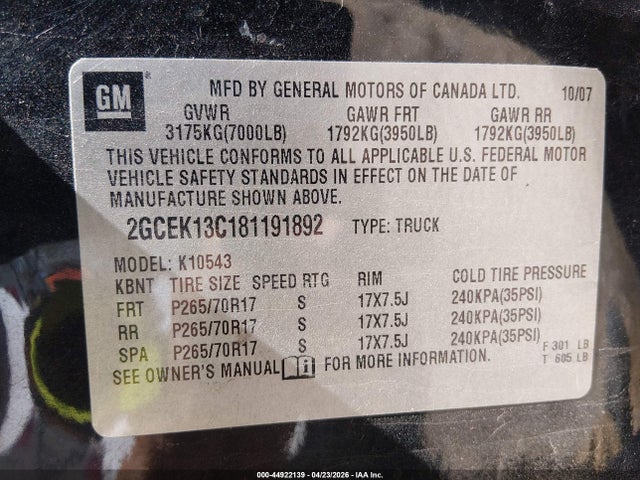 GM
MFD BY GENERAL MOTORS OF CANADA LTD. 10/07
GVWR GAWR FRT GAWR RR
3175KG(7000LB) 1792KG(3950LB) 1792KG(3950LB)
THIS VEHICLE CONFORMS TO ALL APPLICABLE U.S. FEDERAL MOTOR
VEHICLE SAFETY STANDARDS IN EFFECT ON THE DATE OF
MANUFACTURE SHOWN ABOVE.
2GCEK13C181191892 TYPE: TRUCK
MODEL: K10543
KBNT TIRE SIZE SPEED RTG RIM COLD TIRE PRESSURE
FRT P265/70R17 S 17X7.5J 240KPA(35PSI)
RR P265/70R17 S 17X7.5J 240KPA(35PSI)
SPA P265/70R17 S 17X7.5J 240KPA(35PSI)
F 301 LB
T 605 LB
SEE OWNER'S MANUAL i FOR MORE INFORMATION.
000-44922139 - 04/23/2026 - IAA Inc.